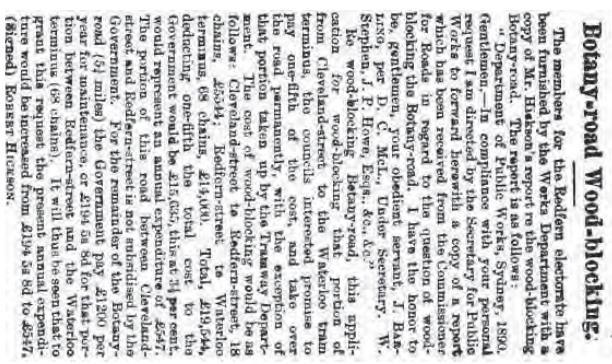 Botany-road Wood-blocking.
The members for the Redfern electorate have
been furnished by the Works Department with a
copy of Mr. Hickson's report re the wood-blocking
Botany-road. The report is as follows:
"Department of Public Works, Sydney, 1890.
Gentlemen,—In compliance with your personal
request I am directed by the Secretary for Public
Works to forward herewith a copy of a report
which has been received from the Commissioner
for Roads in regard to the question of wood-
blocking the Botany-road. I have the honor to
be, gentlemen, your obedient servant, J. BAR-
LING, per D. C. McL., Under Secretary. W.
Stephen, J. P. Howe, Esqs., &c., &c."
Re wood-blocking Botany-road, this appli-
cation for wood-blocking that portion of
from Cleveland-street to the Waterloo tram
terminus, the councils interested promise to
pay one-fifth of the cost, and take over
the road permanently, with the exception of
that portion taken up by the Tramway Depart-
ment. The cost of wood-blocking would be as
follows: Cleveland-street to Redfern-street, 18
chains, £5544; Redfern-street to Waterloo
terminus, 68 chains, £14,000. Total, £19,544,
deducting one-fifth the total cost to the
Government would be £15,635, this at 3½ per cent.
would represent an annual expenditure of £547.
The portion of this road between Cleveland-
street and Redfern-street is not subsidised by the
Government. For the remainder of the Botany-
road (5¼ miles) the Government pay £1200 per
year for maintenance, or £194 5s 8d for that por-
tion between Redfern-street and the Waterloo
terminus (68 chains). It will thus be seen that to
grant this request the present annual expendi-
ture would be increased from £194 5s 8d to £547.
(Signed) ROBERT HICKSON.